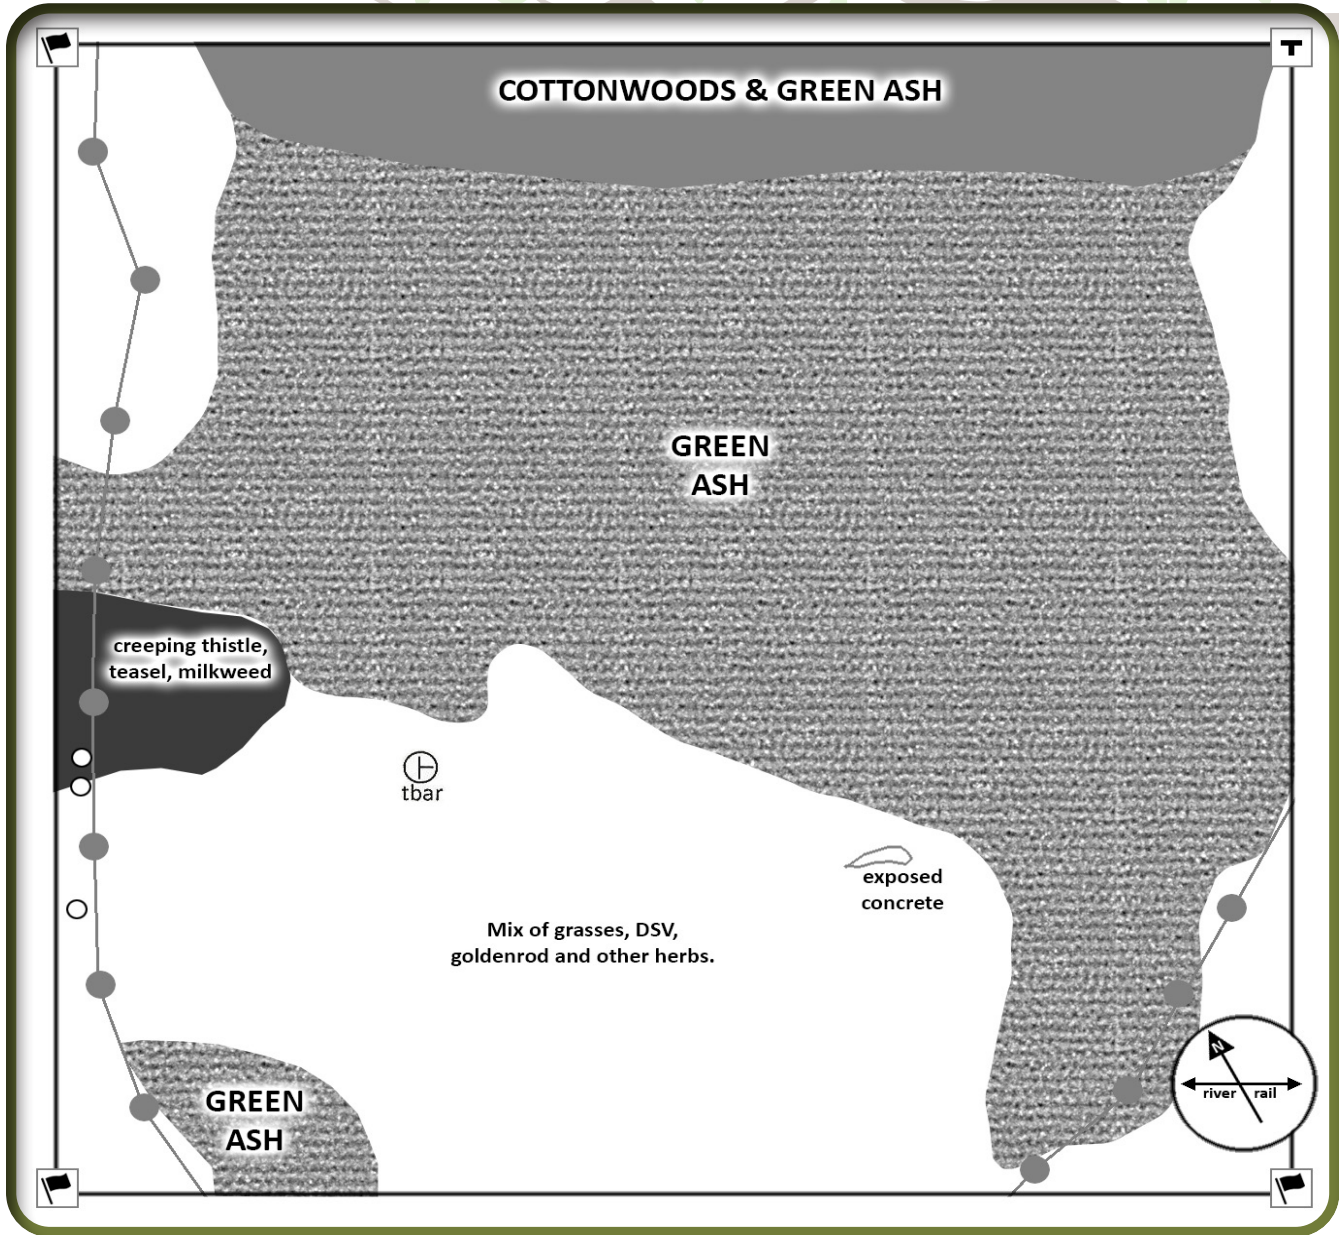 T
COTTONWOODS & GREEN ASH
GREEN
ASH
creeping thistle,
teasel, milkweed
tbar
exposed
concrete
Mix of grasses, DSV,
goldenrod and other herbs.
N
river rail
GREEN
ASH